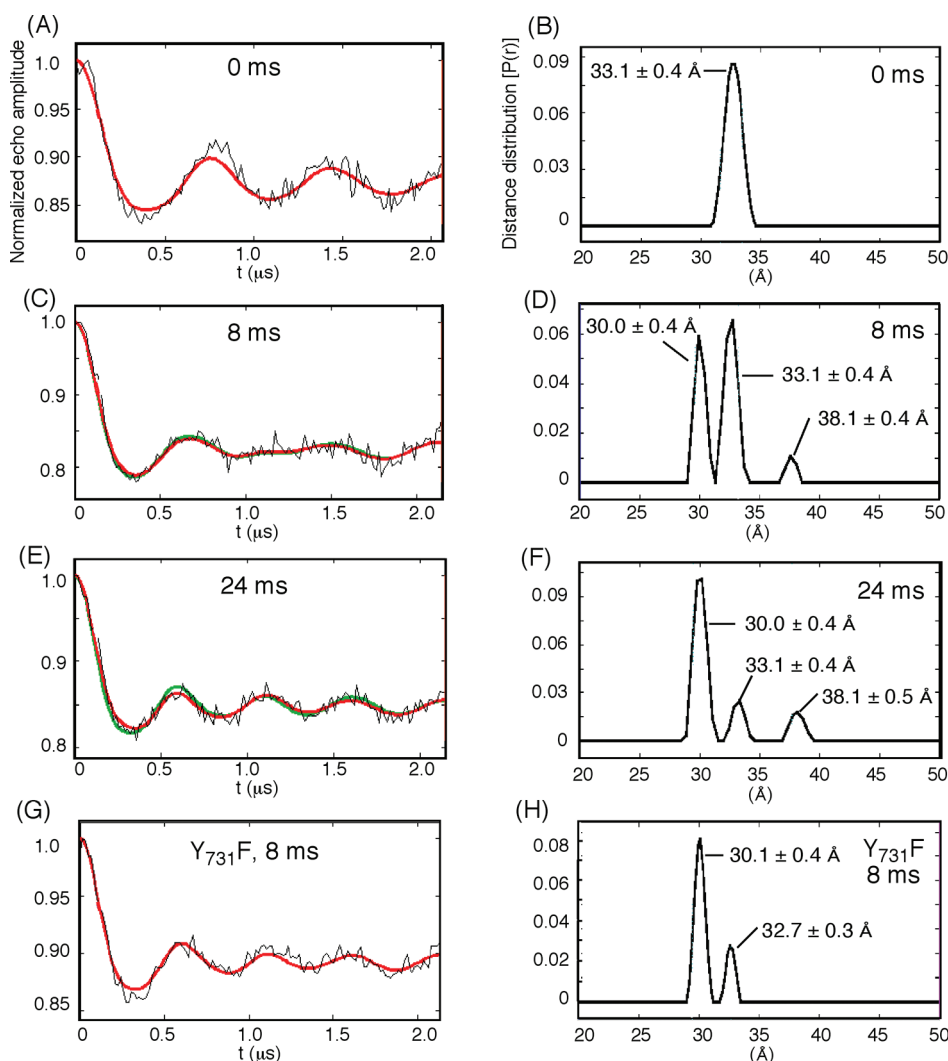 (A)
Normalized echo amplitude
0 ms
1.0
0.95
0.90
0.85
0 0.5 1.0 1.5 2.0
t (μs)
(B)
Distance distribution [P(r)]
33.1 ± 0.4 Å
0 ms
0.09
0.03
0.03
0
20 25 30 35 40 45 50
(Å)
(C)
8 ms
1.0
0.9
0.8
0 0.5 1.0 1.5 2.0
t (μs)
(D)
30.0 ± 0.4 Å
8 ms
33.1 ± 0.4 Å
38.1 ± 0.4 Å
0.06
0.04
0.02
0
20 25 30 35 40 45 50
(Å)
(E)
24 ms
1.0
0.9
0.8
0 0.5 1.0 1.5 2.0
t (μs)
(F)
24 ms
30.0 ± 0.4 Å
33.1 ± 0.4 Å
38.1 ± 0.5 Å
0.09
0.06
0.03
0
20 25 30 35 40 45 50
(Å)
(G)
Y731F, 8 ms
1.0
0.95
0.90
0.85
0 0.5 1.0 1.5 2.0
t (μs)
(H)
Y731F
8 ms
30.1 ± 0.4 Å
32.7 ± 0.3 Å
0.08
0.06
0.04
0.02
0
20 25 30 35 40 45 50
(Å)